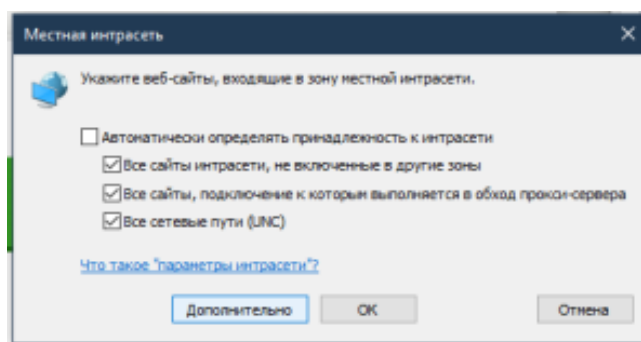 Местная интрасеть
Укажите веб-сайты, входящие в зону местной интрасети.
Автоматически определять принадлежность к интрасети
Все сайты интрасети, не включенные в другие зоны
Все сайты, подключение к которым выполняется в обход прокси-сервера
Все сетевые пути (UNC)
Что такое "параметры интрасети"?
Дополнительно OK Отмена